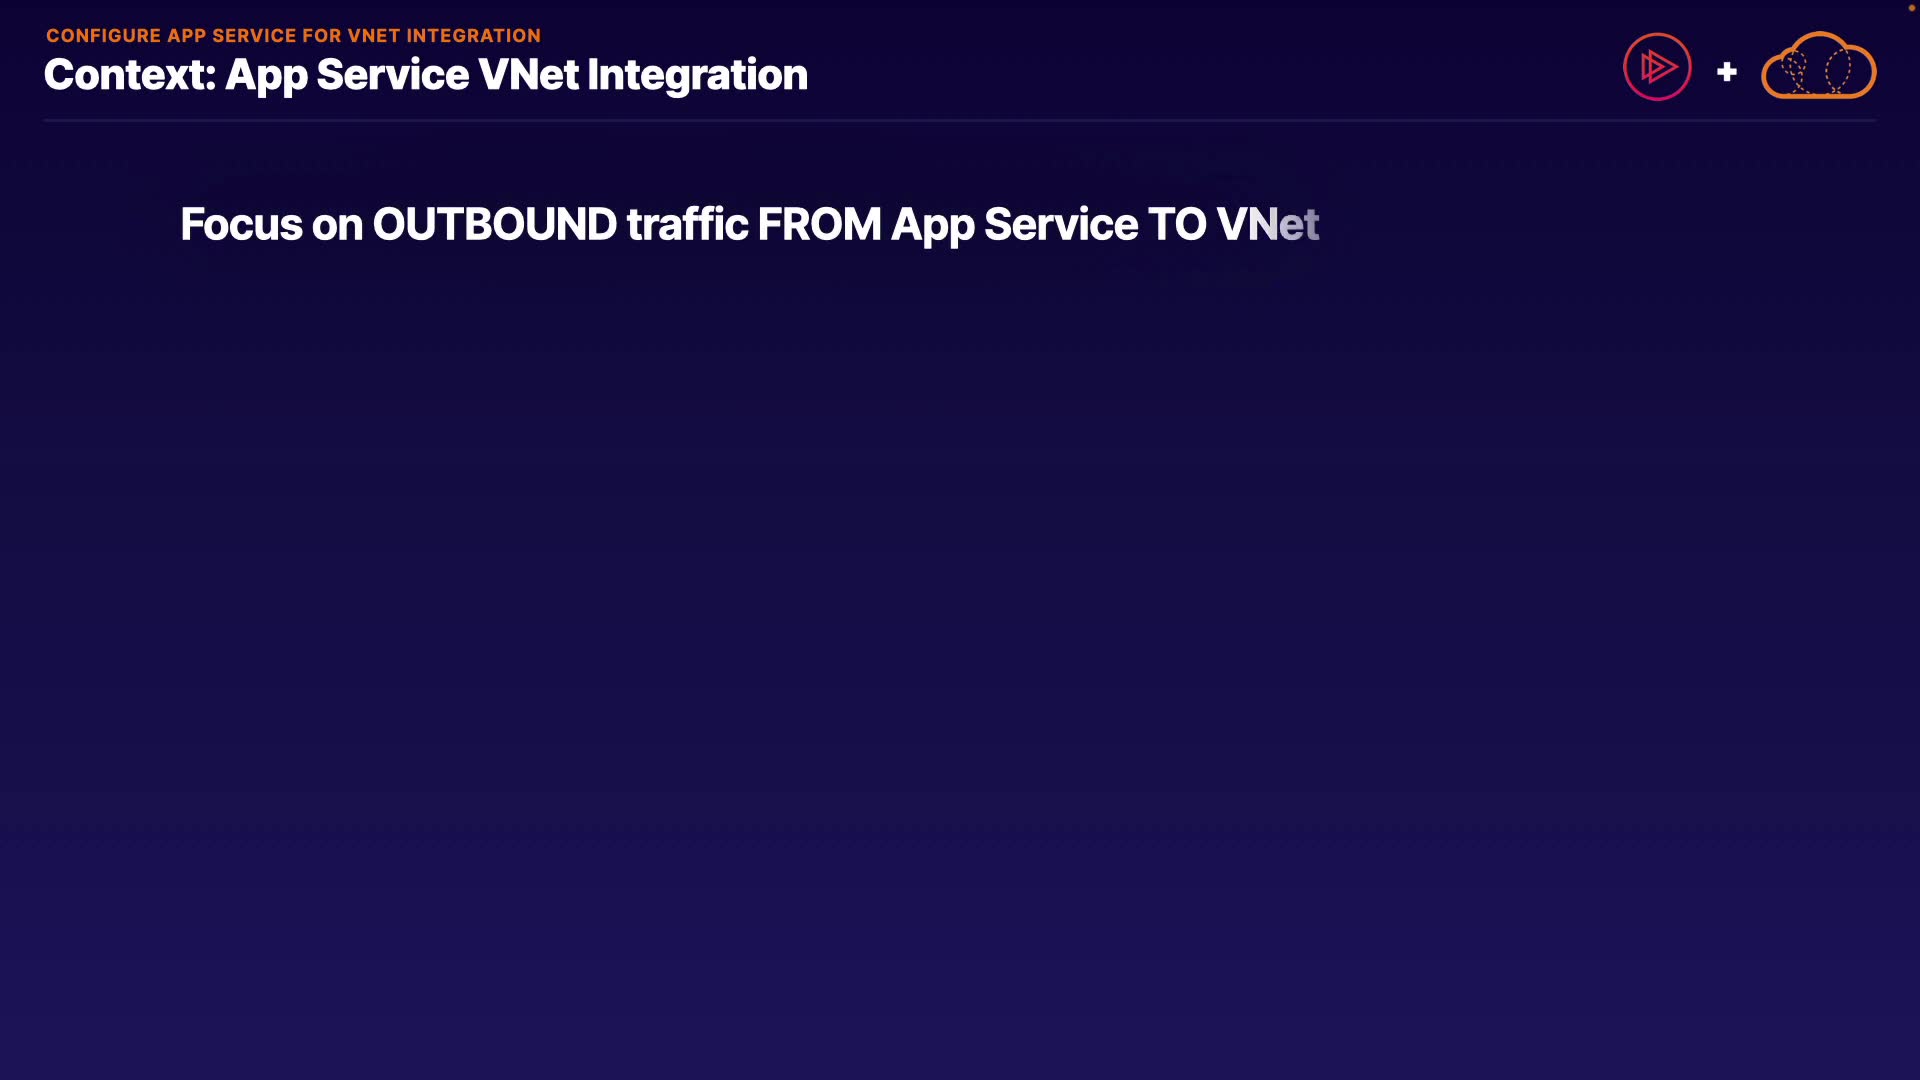 CONFIGURE APP SERVICE FOR VNET INTEGRATION
Context: App Service VNet Integration
+
Focus on OUTBOUND traffic FROM App Service TO VNet